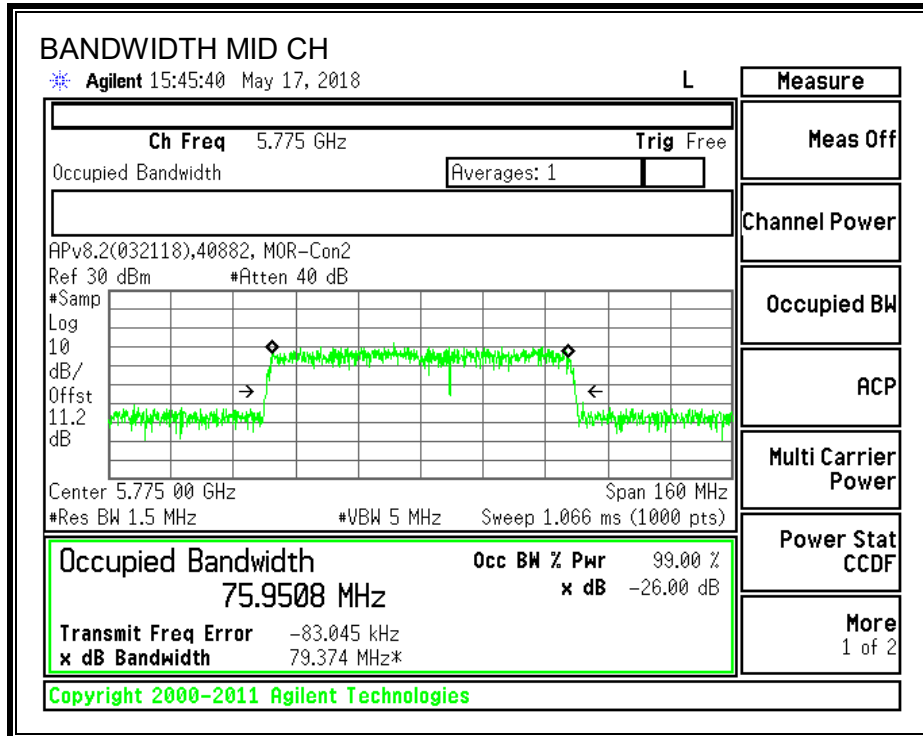 BANDWIDTH MID CH
Agilent 15:45:40 May 17, 2018 L
Ch Freq 5.775 GHz Trig Free
Occupied Bandwidth Averages: 1
APv8.2(032118),40882, MOR-Con2
Ref 30 dBm #Atten 40 dB
#Samp
Log
10
dB/
Offst
11.2
dB
Center 5.775 00 GHz Span 160 MHz
#Res BW 1.5 MHz #VBW 5 MHz Sweep 1.066 ms (1000 pts)
Occupied Bandwidth Occ BW % Pwr 99.00 %
75.9508 MHz x dB -26.00 dB
Transmit Freq Error -83.045 kHz
x dB Bandwidth 79.374 MHz*
Copyright 2000-2011 Agilent Technologies
Measure
Meas Off
Channel Power
Occupied BW
ACP
Multi Carrier
Power
Power Stat
CCDF
More
1 of 2